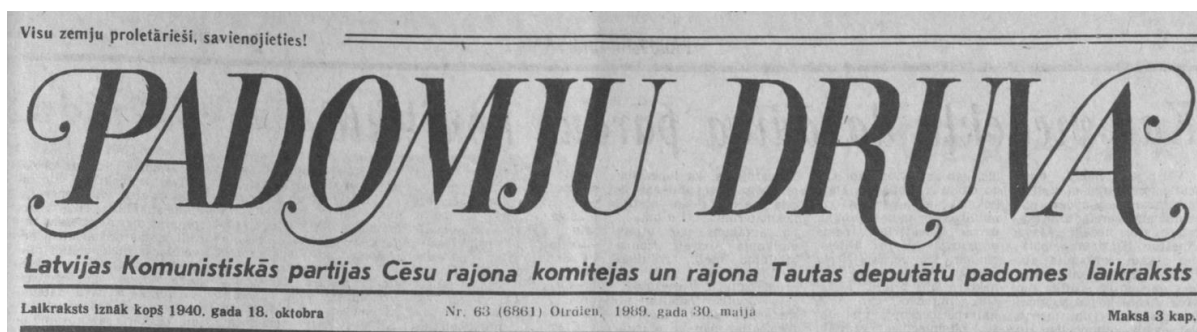 Visu zemju proletārieši, savienojieties!
PADOMJU DRUVA
Latvijas Komunistiskās partijas Cēsu rajona komitejas un rajona Tautas deputātu padomes laikraksts
Laikraksts iznāk kopš 1940. gada 18. oktobra Nr. 63 (6861) Otrdien, 1989. gada 30. maijā Maksā 3 kap.